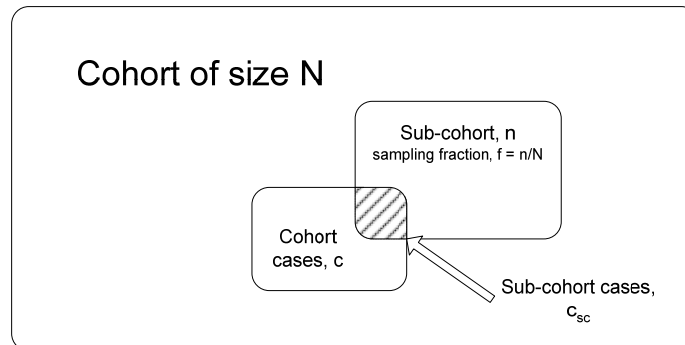 Cohort of size N
Sub-cohort, n
sampling fraction, f = n/N
Cohort
cases, c
Sub-cohort cases,
c_sc